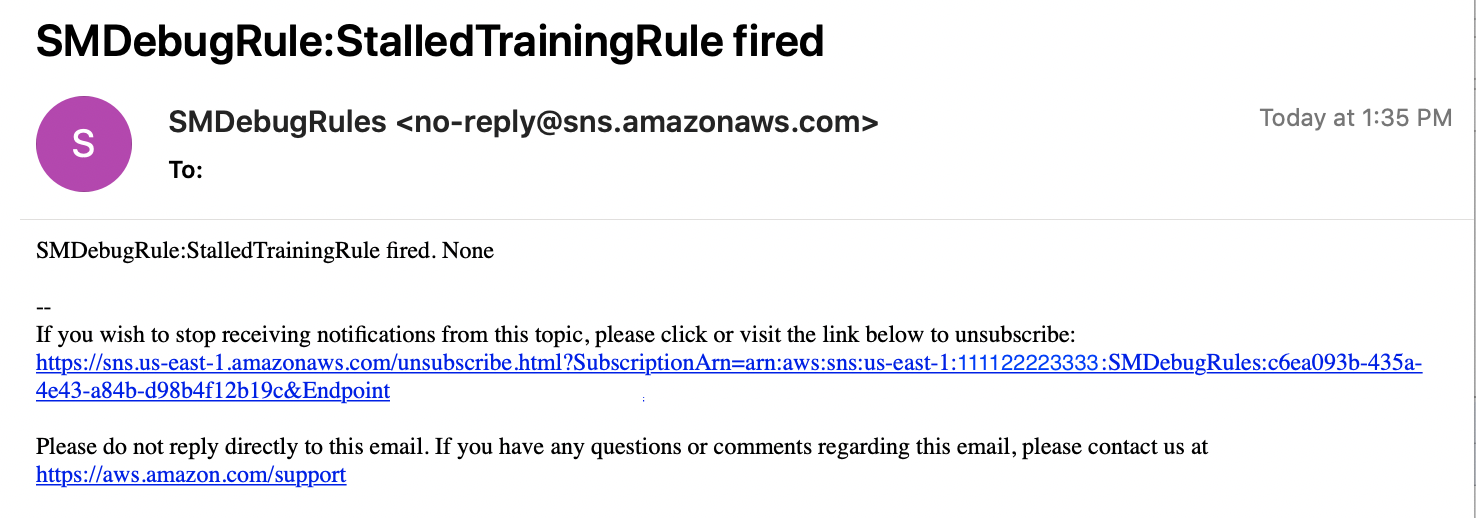 SMDebugRule:StalledTrainingRule fired
S
SMDebugRules <no-reply@sns.amazonaws.com>
Today at 1:35 PM
To:
SMDebugRule:StalledTrainingRule fired. None
--
If you wish to stop receiving notifications from this topic, please click or visit the link below to unsubscribe:
https://sns.us-east-1.amazonaws.com/unsubscribe.html?SubscriptionArn=arn:aws:sns:us-east-1:111122223333:SMDebugRules:c6ea093b-435a-
4e43-a84b-d98b4f12b19c&Endpoint
Please do not reply directly to this email. If you have any questions or comments regarding this email, please contact us at
https://aws.amazon.com/support